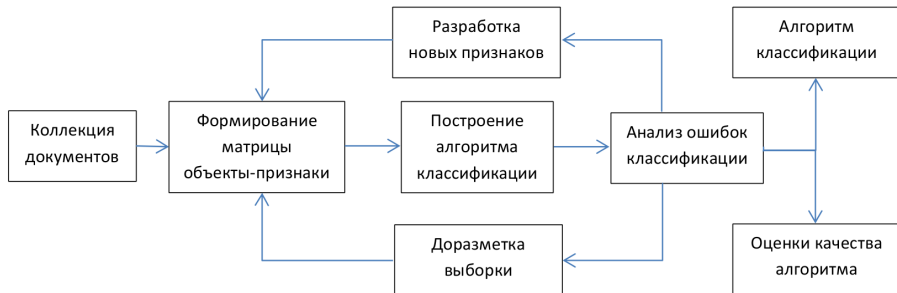 Разработка
новых признаков
Алгоритм
классификации
Коллекция
документов
Формирование
матрицы
объекты-признаки
Построение
алгоритма
классификации
Анализ ошибок
классификации
Доразметка
выборки
Оценки качества
алгоритма